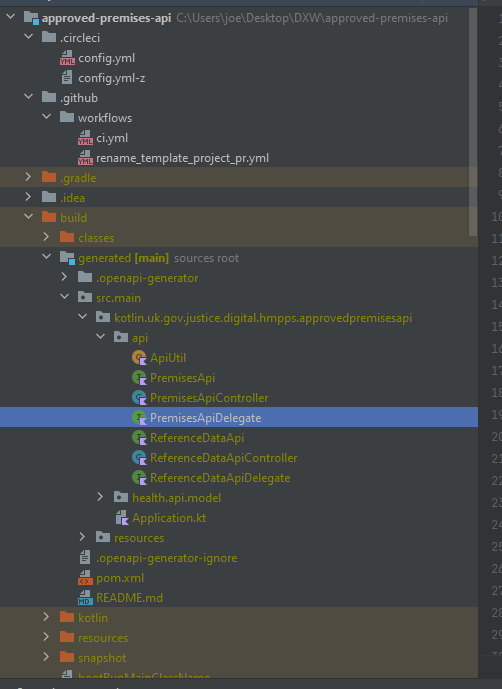 approved-premises-api C:\Users\joe\Desktop\DXW\approved-premises-api
.circleci
config.yml
config.yml-z
.github
workflows
ci.yml
rename_template_project_pr.yml
.gradle
.idea
build
classes
generated [main] sources root
.openapi-generator
src.main
kotlin.uk.gov.justice.digital.hmpps.approvedpremisesapi
api
ApiUtil
PremisesApi
PremisesApiController
PremisesApiDelegate
ReferenceDataApi
ReferenceDataApiController
ReferenceDataApiDelegate
health.api.model
Application.kt
resources
.openapi-generator-ignore
pom.xml
README.md
kotlin
resources
snapshot
bootRunMainClassName